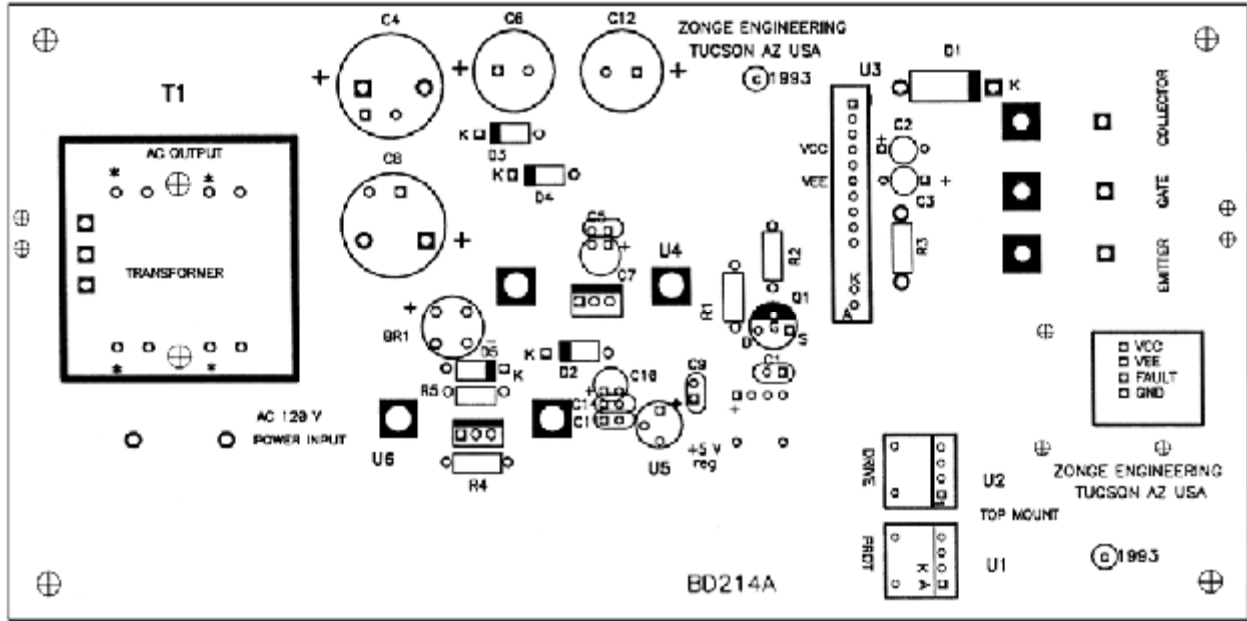 C4
C6
C12
ZONGE ENGINEERING
TUCSON AZ USA
c 1993
D1
U3
K
T1
COLLECTOR
AC OUTPUT
* *
K
D3
K
D4
VCC
C2
+
VEE
+
C3
GATE
C8
TRANSFORMER
C5
+
C7
U4
R2
R1
R3
EMITTER
K
A
Q1
D G S
+
BR1
D5
K
R5
K
D2
C9
C1
+
VCC
VEE
FAULT
GND
* *
C14
U6
R4
U5
+5 V
reg
AC 120 V
POWER INPUT
DRIVE
U2
ZONGE ENGINEERING
TUCSON AZ USA
TOP MOUNT
PROT
K A
U1
c 1993
BD214A